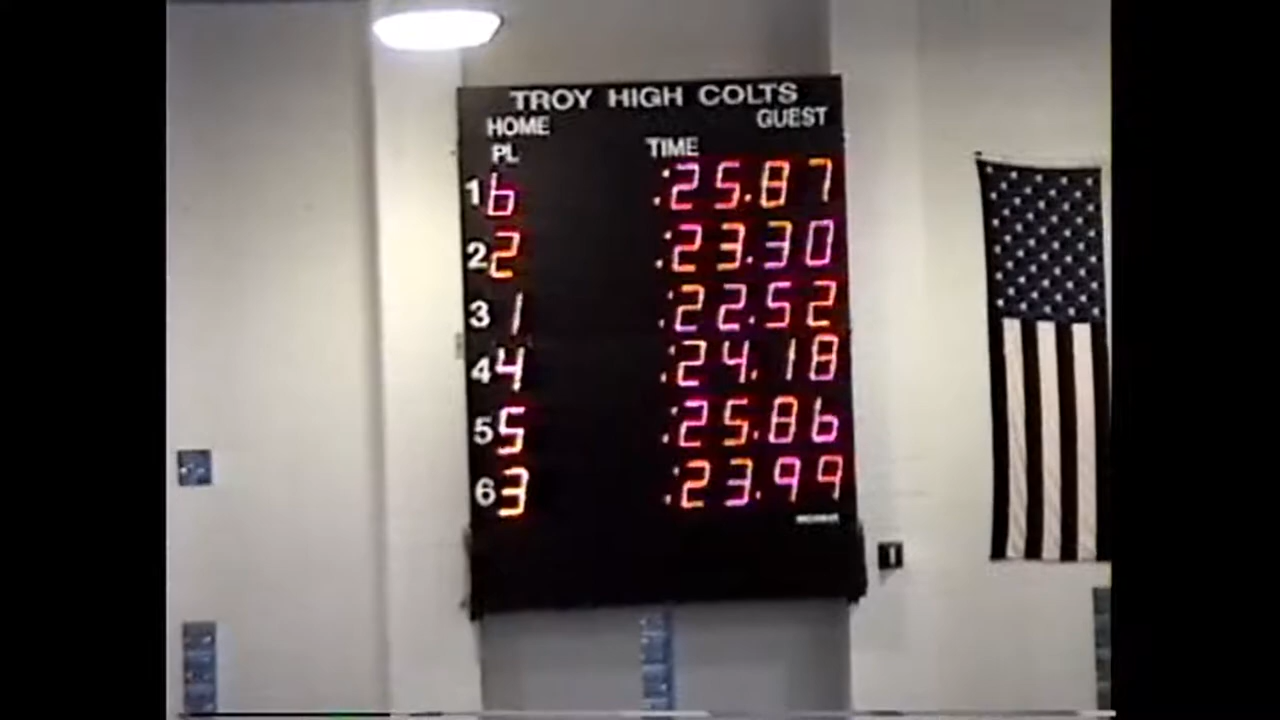 TROY HIGH COLTS
HOME GUEST
PL TIME
1 6 :25.87
2 2 :23.30
3 1 :22.52
4 4 :24.18
5 5 :25.86
6 3 :23.99